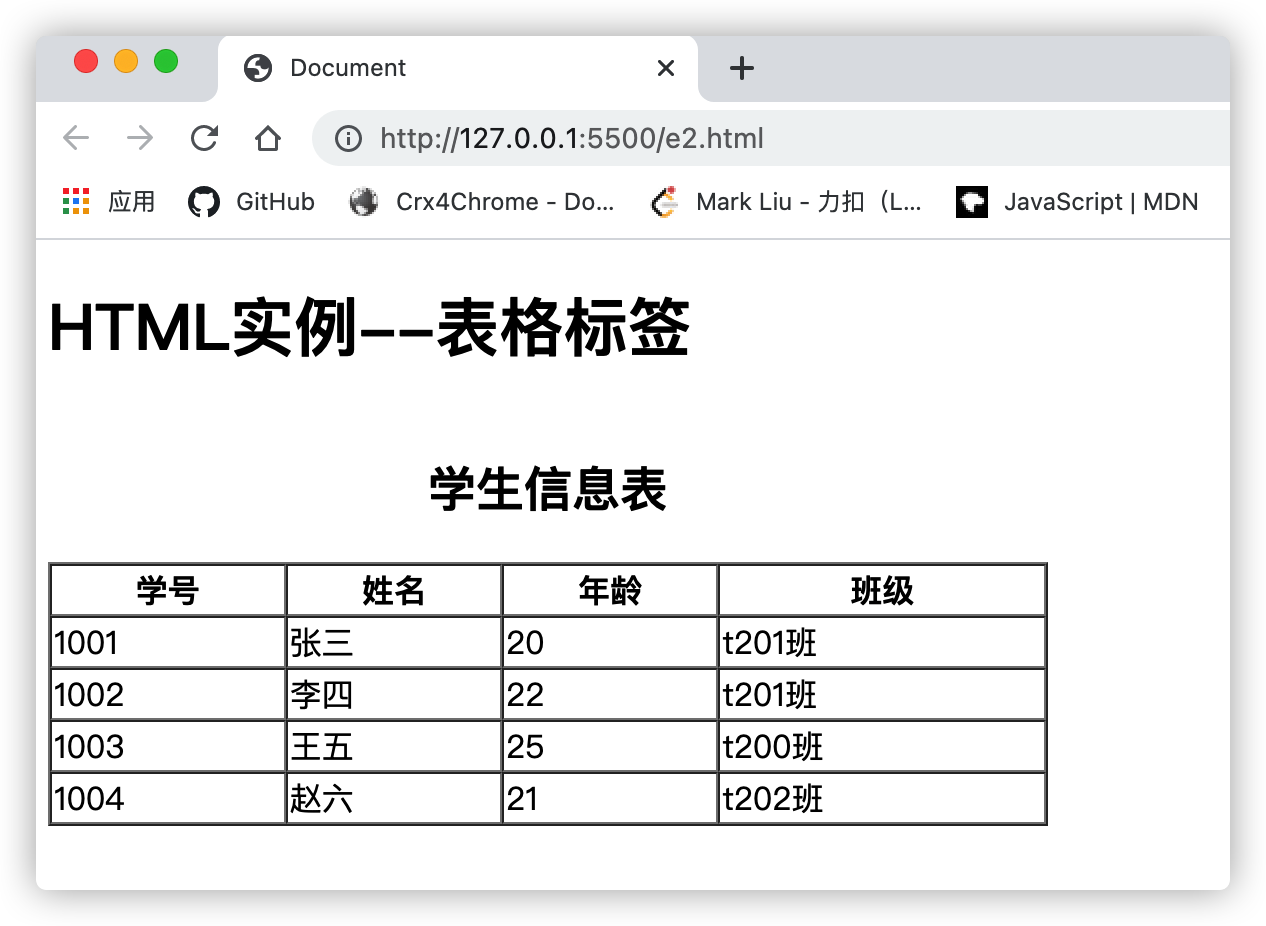 Document
http://127.0.0.1:5500/e2.html
应用 GitHub Crx4Chrome - Do... Mark Liu - 力扣（L... JavaScript | MDN
HTML实例--表格标签
学生信息表
学号 姓名 年龄 班级
1001 张三 20 t201班
1002 李四 22 t201班
1003 王五 25 t200班
1004 赵六 21 t202班